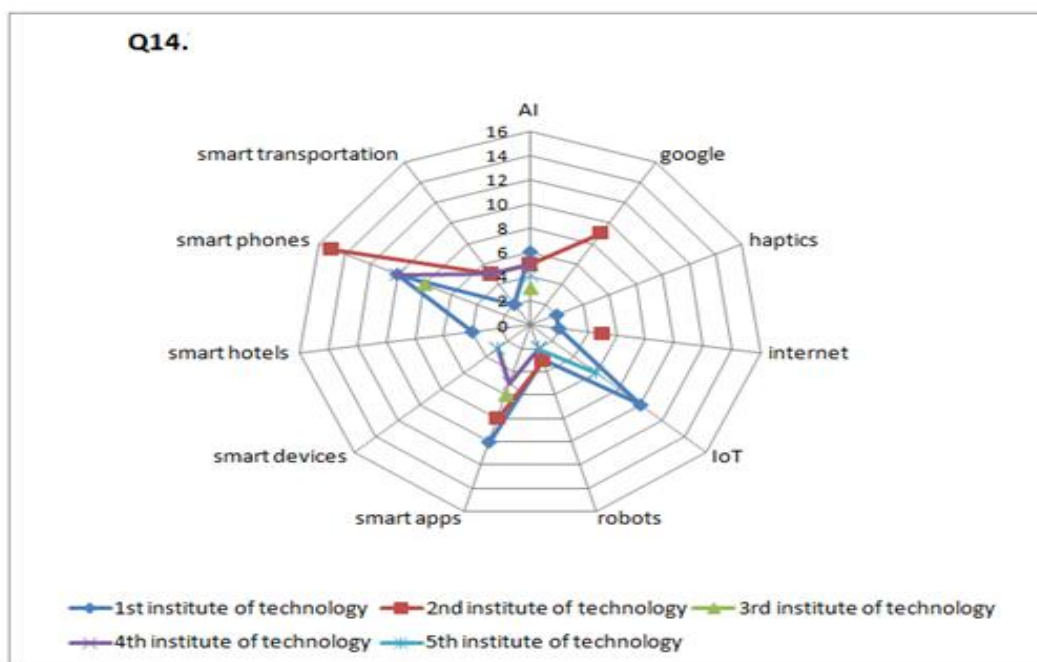 Q14.
AI
16
smart transportation
google
14
12
10
smart phones
8
haptics
6
4
2
0
smart hotels
internet
smart devices
IoT
smart apps
robots
1st institute of technology
2nd institute of technology
3rd institute of technology
4th institute of technology
5th institute of technology